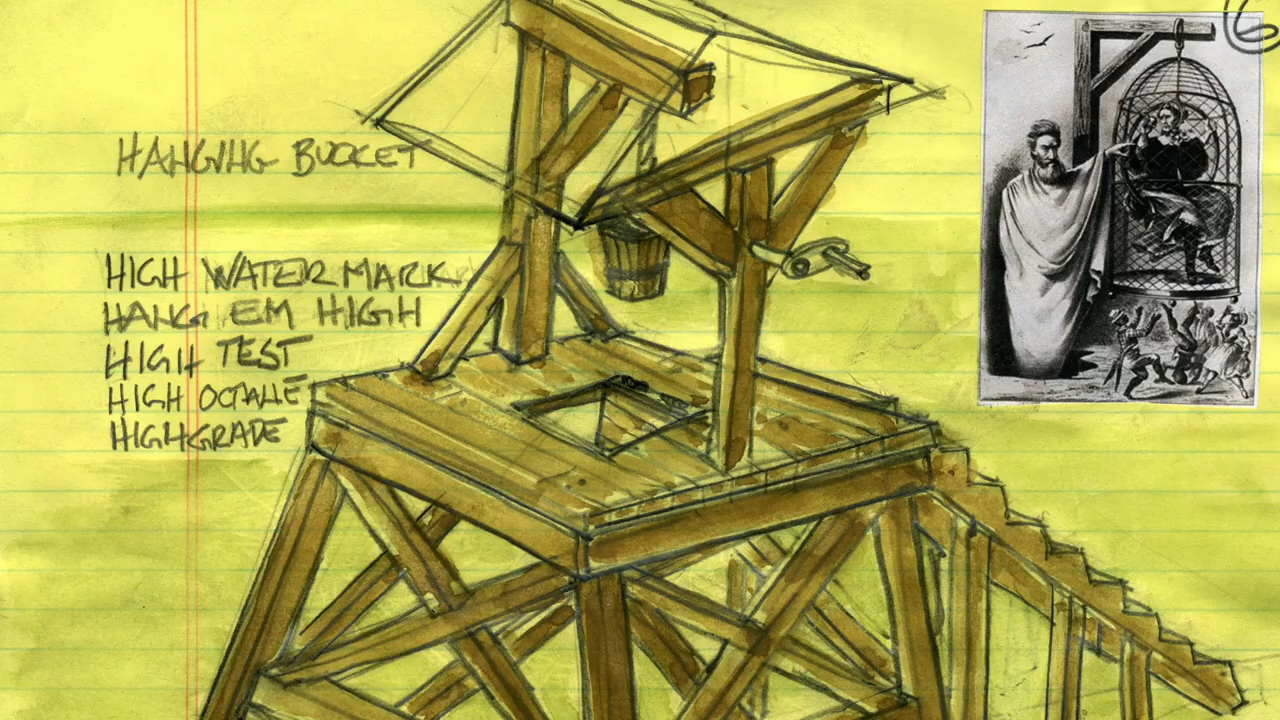 HANGING BUCKET
HIGH WATER MARK
HANG EM HIGH
HIGH TEST
HIGH OCTANE
HIGHGRADE